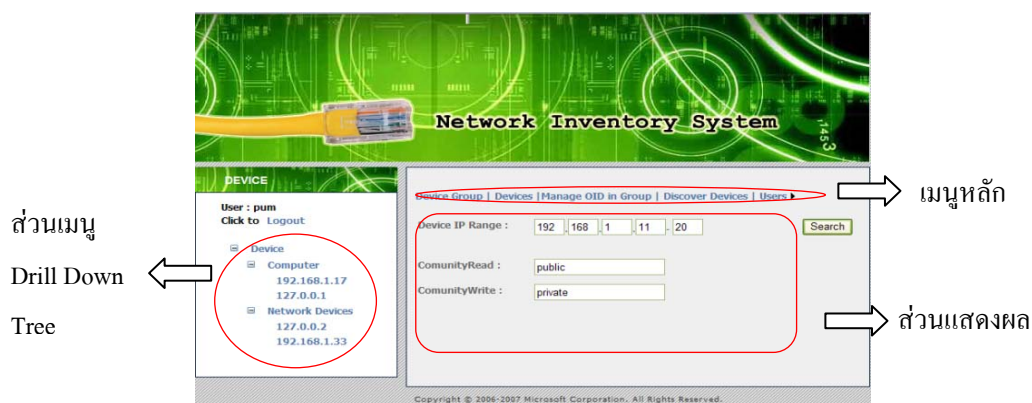 Network Inventory System
1453
DEVICE
User : pum
Click to Logout
Device
Computer
192.168.1.17
127.0.0.1
Network Devices
127.0.0.2
192.168.1.33
Device Group | Devices |Manage OID in Group | Discover Devices | Users
Device IP Range : 192 . 168 . 1 . 11 - 20 Search
ComunityRead : public
ComunityWrite : private
Copyright © 2006-2007 Microsoft Corporation. All Rights Reserved.
ส่วนเมนู
Drill Down
Tree
เมนูหลัก
ส่วนแสดงผล